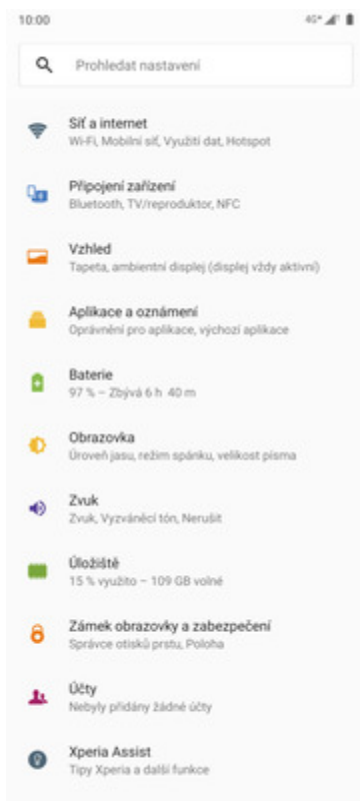 10:00
4G+
Prohledat nastavení
Síť a internet
Wi-Fi, Mobilní síť, Využití dat, Hotspot
Připojení zařízení
Bluetooth, TV/reproduktor, NFC
Vzhled
Tapeta, ambientní displej (displej vždy aktivní)
Aplikace a oznámení
Oprávnění pro aplikace, výchozí aplikace
Baterie
97 % – Zbývá 6 h 40 m
Obrazovka
Úroveň jasu, režim spánku, velikost písma
Zvuk
Zvuk, Vyzváněcí tón, Nerušit
Úložiště
15 % využito – 109 GB volné
Zámek obrazovky a zabezpečení
Správce otisků prstu, Poloha
Účty
Nebyly přidány žádné účty
Xperia Assist
Tipy Xperia a další funkce